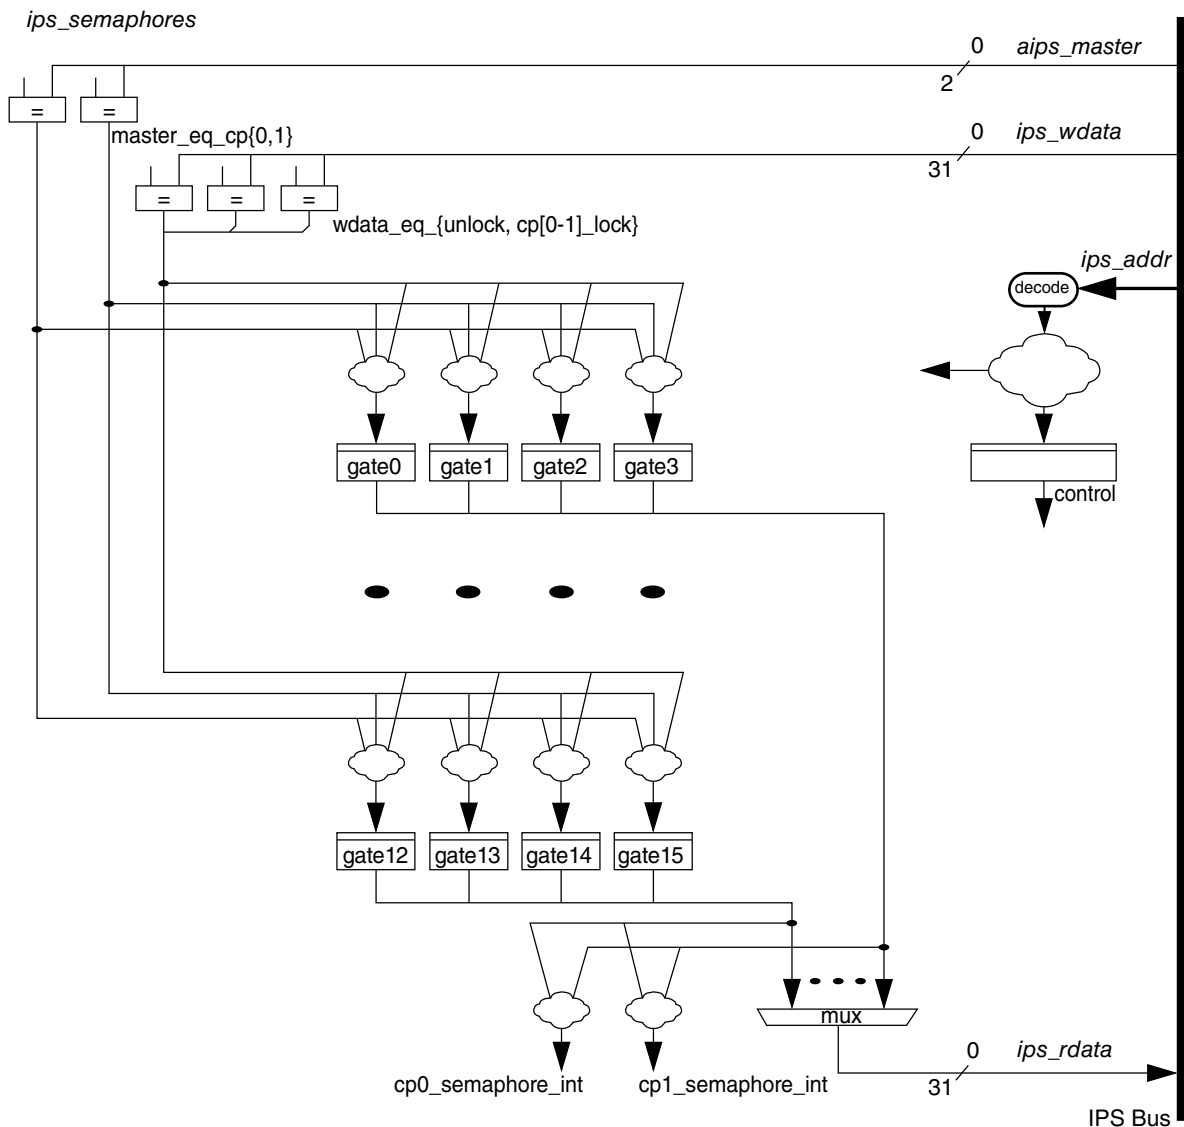 ips_semaphores
0 aips_master
2
= =
master_eq_cp{0,1}
0 ips_wdata
31
= = =
wdata_eq_{unlock, cp[0-1]_lock}
ips_addr
decode
gate0 gate1 gate2 gate3
control
gate12 gate13 gate14 gate15
mux
0 ips_rdata
31
cp0_semaphore_int cp1_semaphore_int
IPS Bus